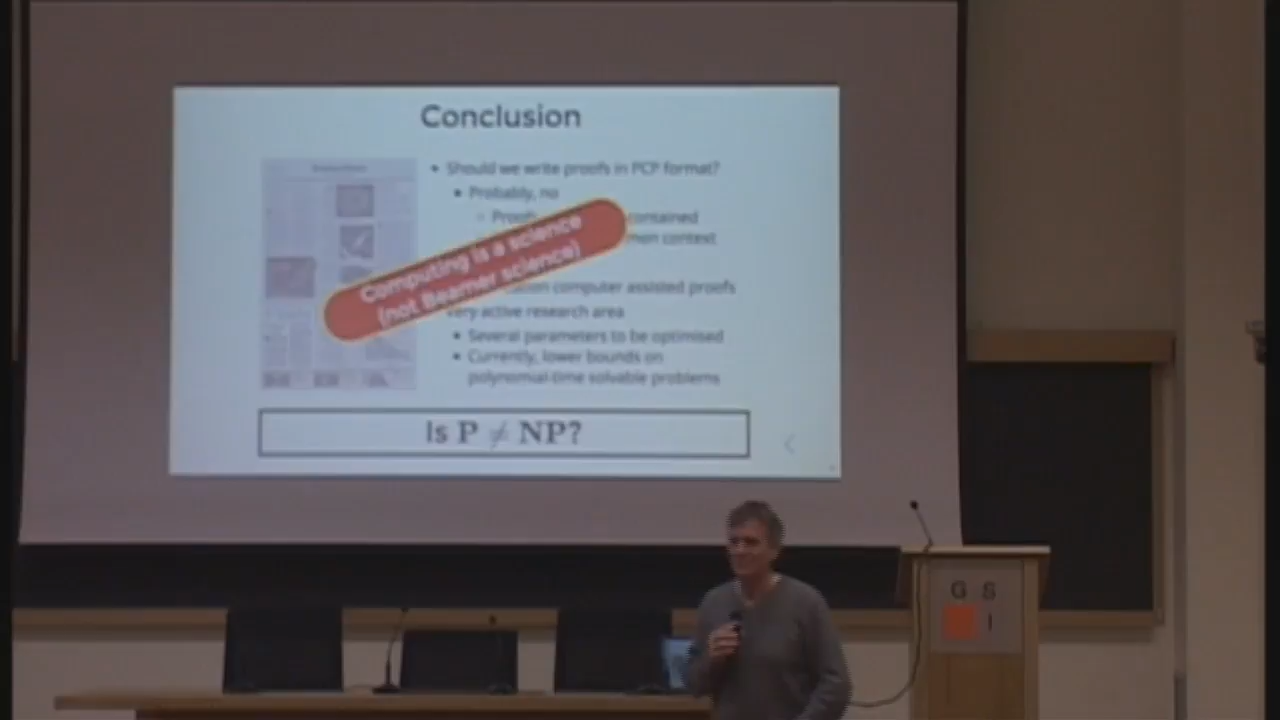 Conclusion
• Should we write proofs in PCP format?
• Probably, no
contained
context
Computing is a science
(not Beamer science)
computer assisted proofs
very active research area
• Several parameters to be optimised
• Currently, lower bounds on
polynomial-time solvable problems
Is P ≠ NP?
G S
I